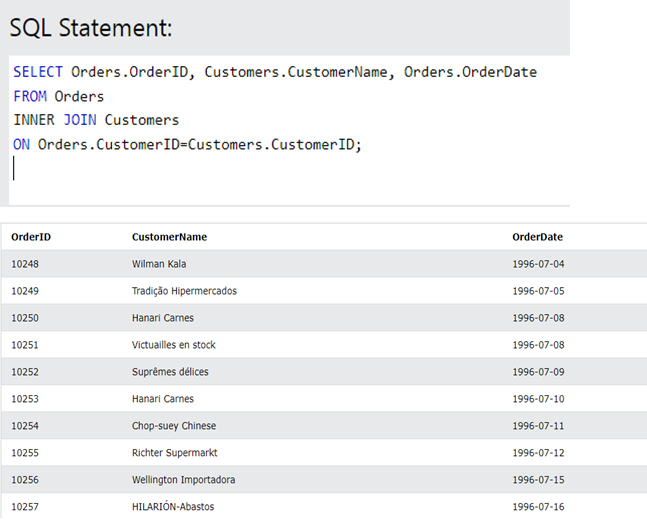 SQL Statement:
SELECT Orders.OrderID, Customers.CustomerName, Orders.OrderDate
FROM Orders
INNER JOIN Customers
ON Orders.CustomerID=Customers.CustomerID;
OrderID CustomerName OrderDate
10248 Wilman Kala 1996-07-04
10249 Tradição Hipermercados 1996-07-05
10250 Hanari Carnes 1996-07-08
10251 Victuailles en stock 1996-07-08
10252 Suprêmes délices 1996-07-09
10253 Hanari Carnes 1996-07-10
10254 Chop-suey Chinese 1996-07-11
10255 Richter Supermarkt 1996-07-12
10256 Wellington Importadora 1996-07-15
10257 HILARIÓN-Abastos 1996-07-16